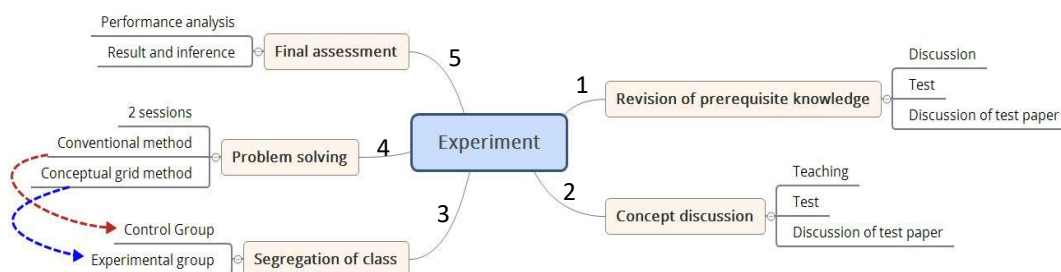 Performance analysis
Result and inference
Final assessment
5
1
Revision of prerequisite knowledge
Discussion
Test
Discussion of test paper
Experiment
2 sessions
Conventional method
Conceptual grid method
Problem solving
4
2
Concept discussion
Teaching
Test
Discussion of test paper
3
Control Group
Experimental group
Segregation of class